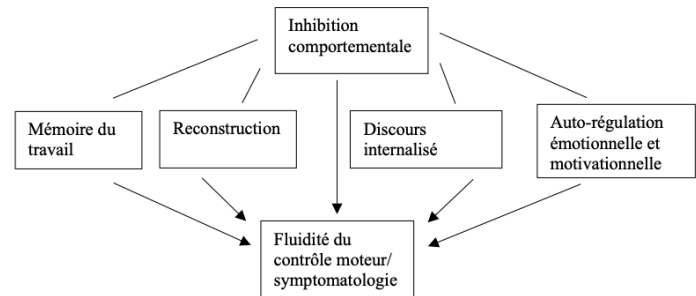 Inhibition
comportementale
Mémoire du
travail
Reconstruction
Discours
internalisé
Auto-régulation
émotionnelle et
motivationnelle
Fluidité du
contrôle moteur/
symptomatologie